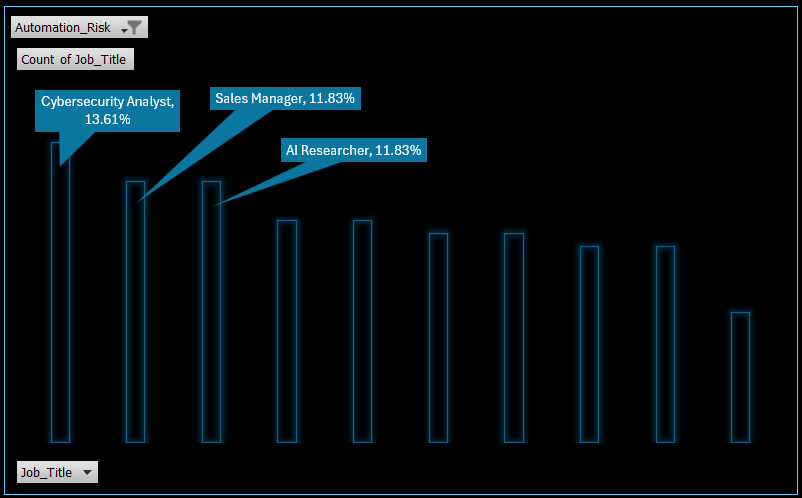 Automation_Risk
Count of Job_Title
Cybersecurity Analyst,
13.61%
Sales Manager, 11.83%
AI Researcher, 11.83%
Job_Title